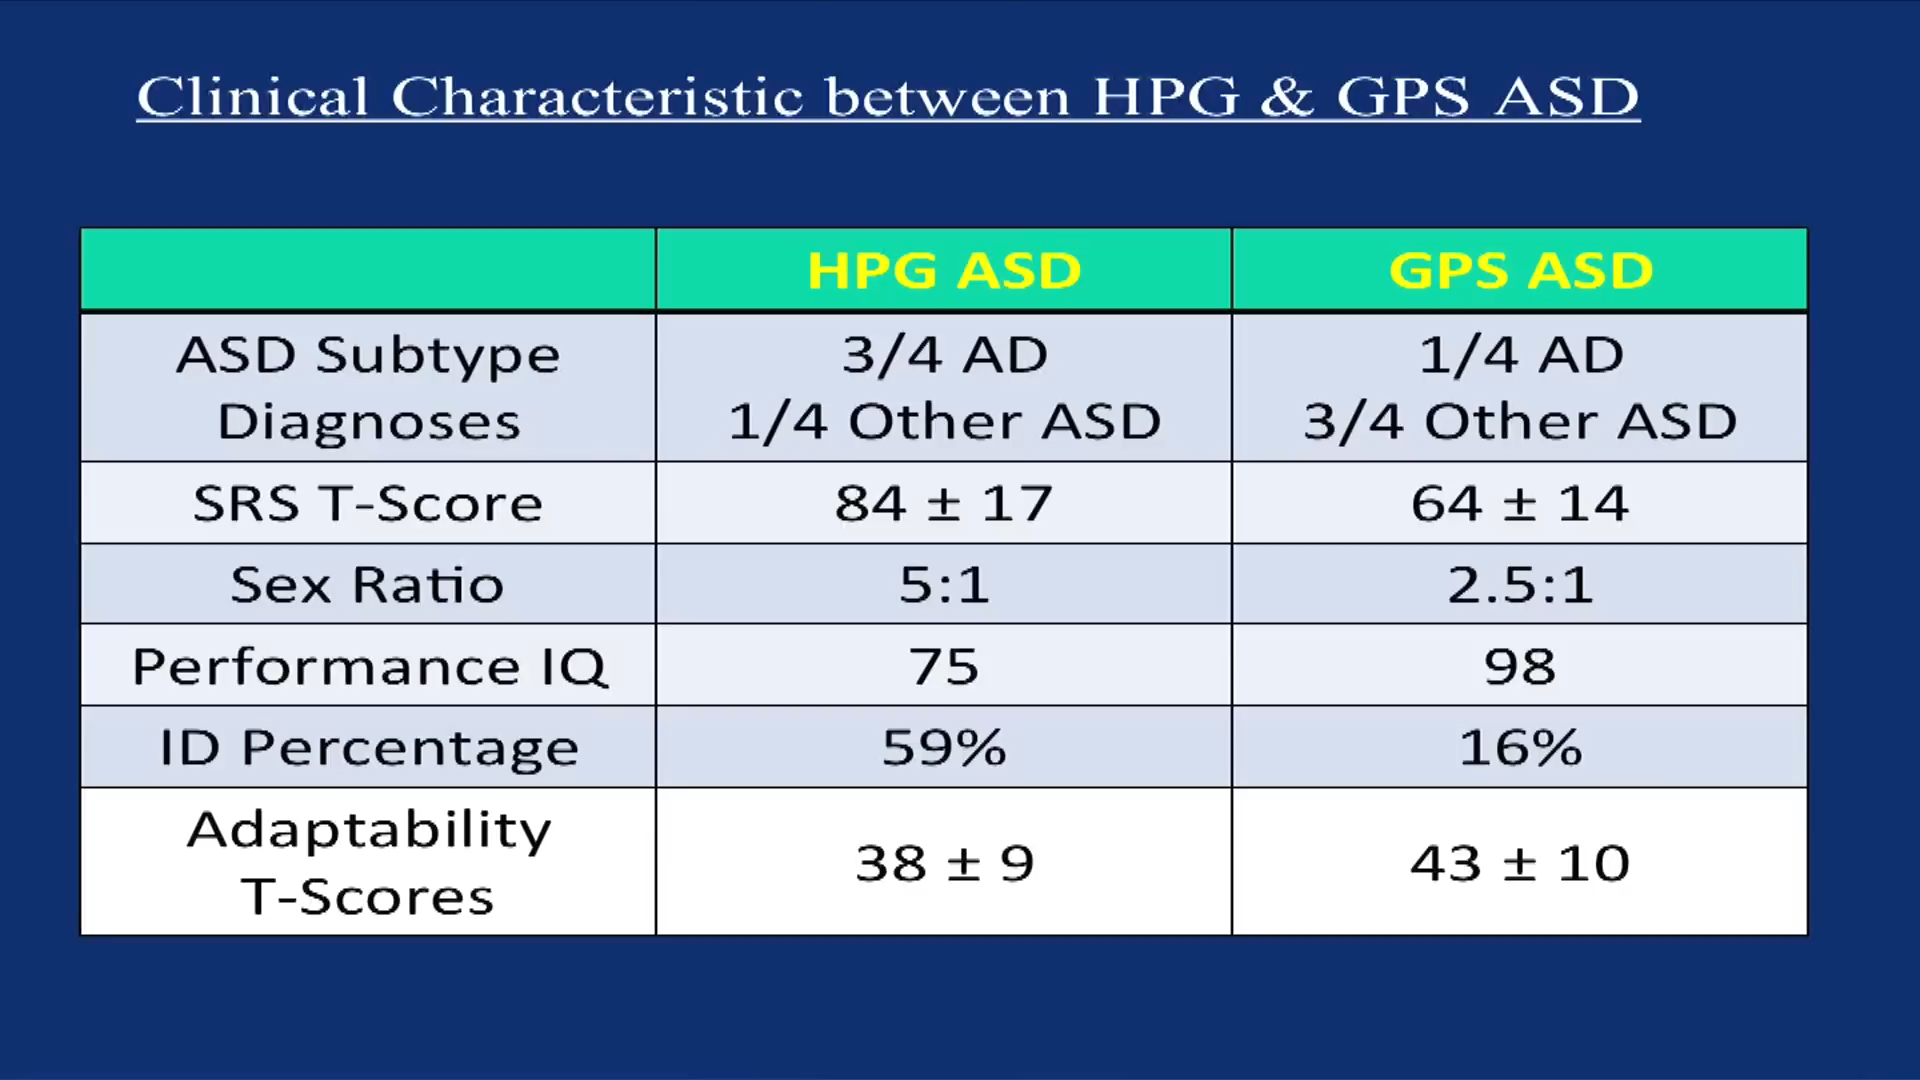 Clinical Characteristic between HPG & GPS ASD
HPG ASD
GPS ASD
ASD Subtype
Diagnoses
3/4 AD
1/4 Other ASD
1/4 AD
3/4 Other ASD
SRS T-Score
84 ± 17
64 ± 14
Sex Ratio
5:1
2.5:1
Performance IQ
75
98
ID Percentage
59%
16%
Adaptability
T-Scores
38 ± 9
43 ± 10